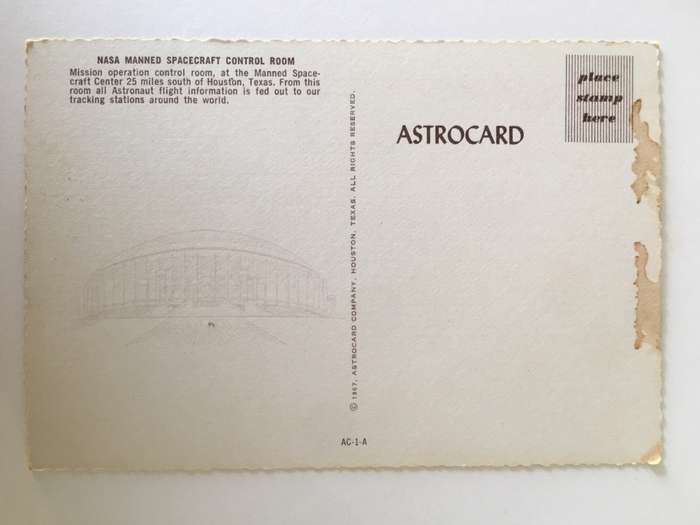 NASA MANNED SPACECRAFT CONTROL ROOM
Mission operation control room, at the Manned Space-
craft Center 25 miles south of Houston, Texas. From this
room all Astronaut flight information is fed out to our
tracking stations around the world.
© 1967, ASTROCARD COMPANY, HOUSTON, TEXAS. ALL RIGHTS RESERVED.
ASTROCARD
place
stamp
here
AC-1-A